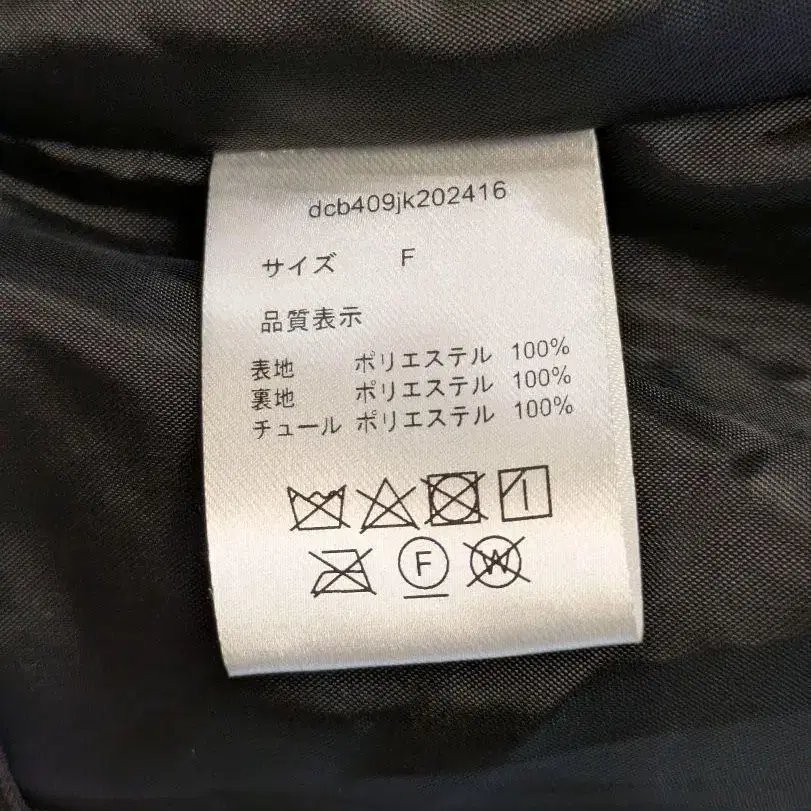 dcb409jk202416
サイズ F
品質表示
表地 ポリエステル 100%
裏地 ポリエステル 100%
チュール ポリエステル 100%
F W